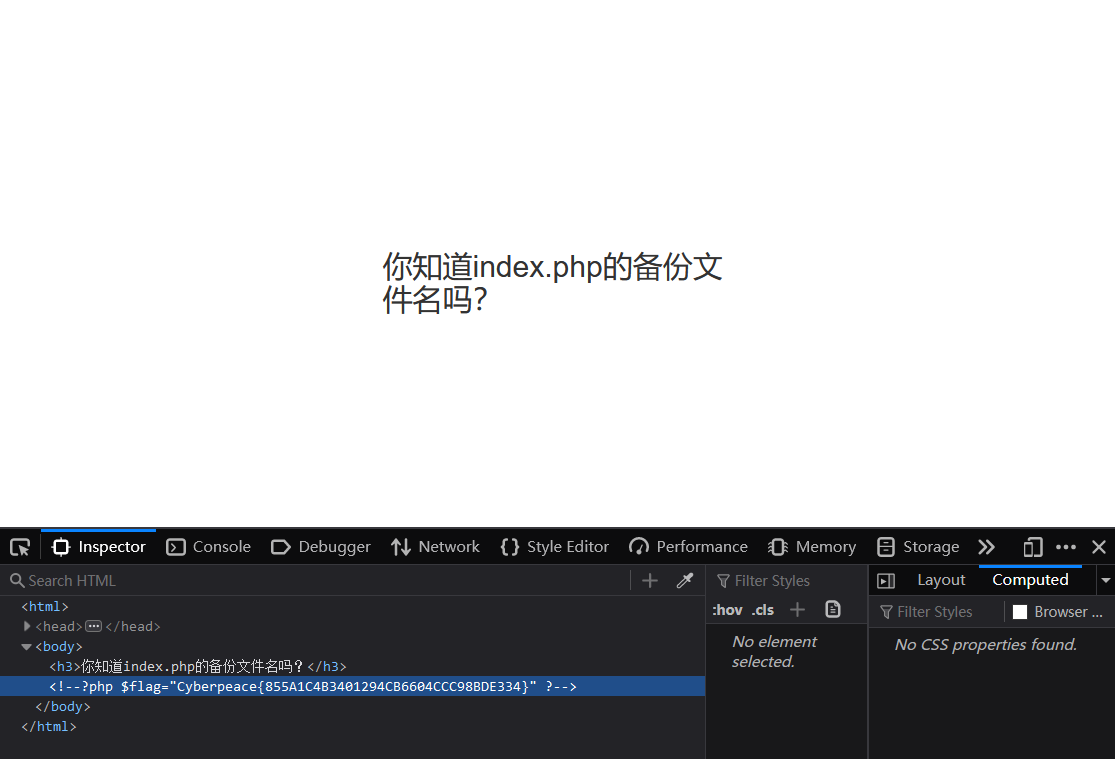 你知道index.php的备份文
件名吗？
Inspector Console Debugger Network Style Editor Performance Memory Storage
Search HTML
Filter Styles
Layout Computed
:hov .cls
Filter Styles Browser ...
<html>
<head> </head>
<body>
<h3>你知道index.php的备份文件名吗？</h3>
<!--?php $flag="Cyberpeace{855A1C4B3401294CB6604CCC98BDE334}" ?-->
</body>
</html>
No element
selected.
No CSS properties found.